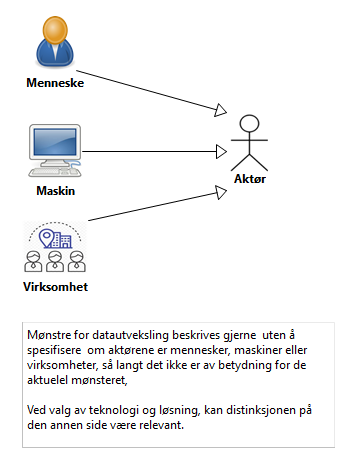 Menneske
Maskin
Aktør
Virksomhet
Mønstre for datautveksling beskrives gjerne uten å
spesifisere om aktørene er mennesker, maskiner eller
virksomheter, så langt det ikke er av betydning for de
aktuelel mønsteret,
Ved valg av teknologi og løsning, kan distinksjonen på
den annen side være relevant.